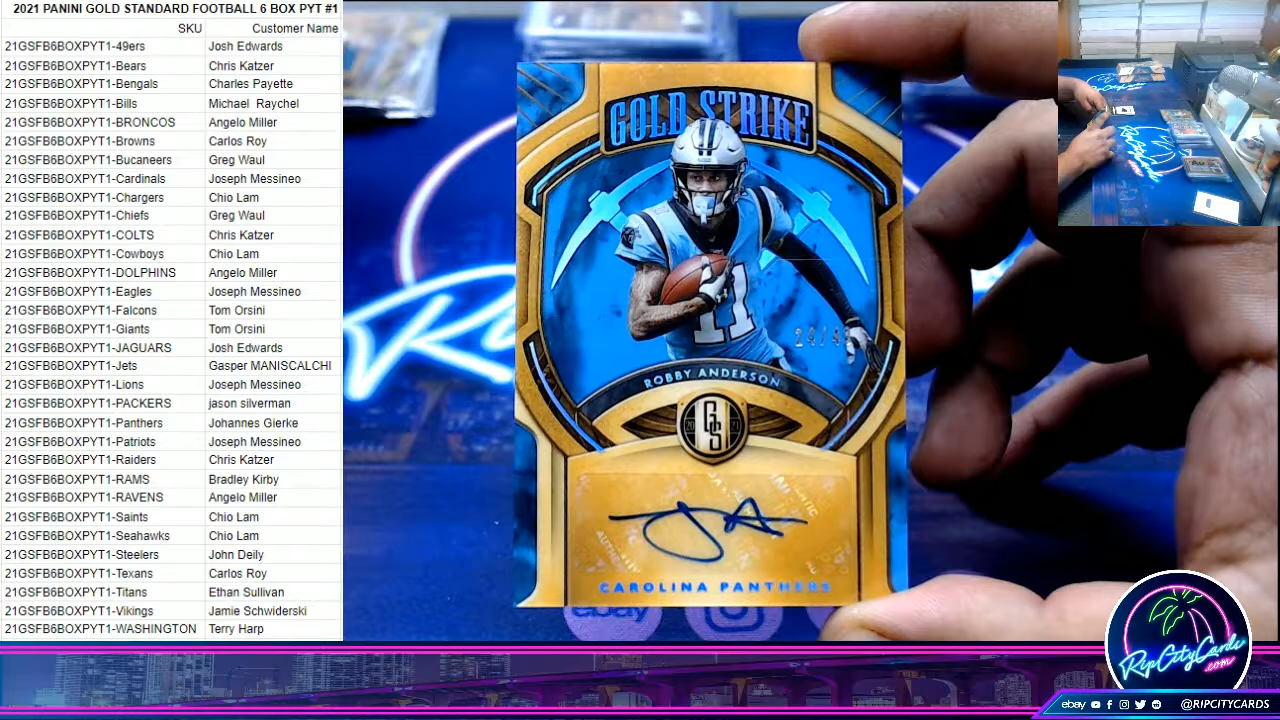 2021 PANINI GOLD STANDARD FOOTBALL 6 BOX PYT #1
SKU Customer Name
21GSFB6BOXPYT1-49ers Josh Edwards
21GSFB6BOXPYT1-Bears Chris Katzer
21GSFB6BOXPYT1-Bengals Charles Payette
21GSFB6BOXPYT1-Bills Michael Raychel
21GSFB6BOXPYT1-BRONCOS Angelo Miller
21GSFB6BOXPYT1-Browns Carlos Roy
21GSFB6BOXPYT1-Bucaneers Greg Waul
21GSFB6BOXPYT1-Cardinals Joseph Messineo
21GSFB6BOXPYT1-Chargers Chio Lam
21GSFB6BOXPYT1-Chiefs Greg Waul
21GSFB6BOXPYT1-COLTS Chris Katzer
21GSFB6BOXPYT1-Cowboys Chio Lam
21GSFB6BOXPYT1-DOLPHINS Angelo Miller
21GSFB6BOXPYT1-Eagles Joseph Messineo
21GSFB6BOXPYT1-Falcons Tom Orsini
21GSFB6BOXPYT1-Giants Tom Orsini
21GSFB6BOXPYT1-JAGUARS Josh Edwards
21GSFB6BOXPYT1-Jets Gasper MANISCALCHI
21GSFB6BOXPYT1-Lions Joseph Messineo
21GSFB6BOXPYT1-PACKERS jason silverman
21GSFB6BOXPYT1-Panthers Johannes Gierke
21GSFB6BOXPYT1-Patriots Joseph Messineo
21GSFB6BOXPYT1-Raiders Chris Katzer
21GSFB6BOXPYT1-RAMS Bradley Kirby
21GSFB6BOXPYT1-RAVENS Angelo Miller
21GSFB6BOXPYT1-Saints Chio Lam
21GSFB6BOXPYT1-Seahawks Chio Lam
21GSFB6BOXPYT1-Steelers John Deily
21GSFB6BOXPYT1-Texans Carlos Roy
21GSFB6BOXPYT1-Titans Ethan Sullivan
21GSFB6BOXPYT1-Vikings Jamie Schwiderski
21GSFB6BOXPYT1-WASHINGTON Terry Harp
GOLD STRIKE
11
ROBBY ANDERSON
20 GS 21
CAROLINA PANTHERS
ebay
RipCityCards
.com
ebay @RIPCITYCARDS